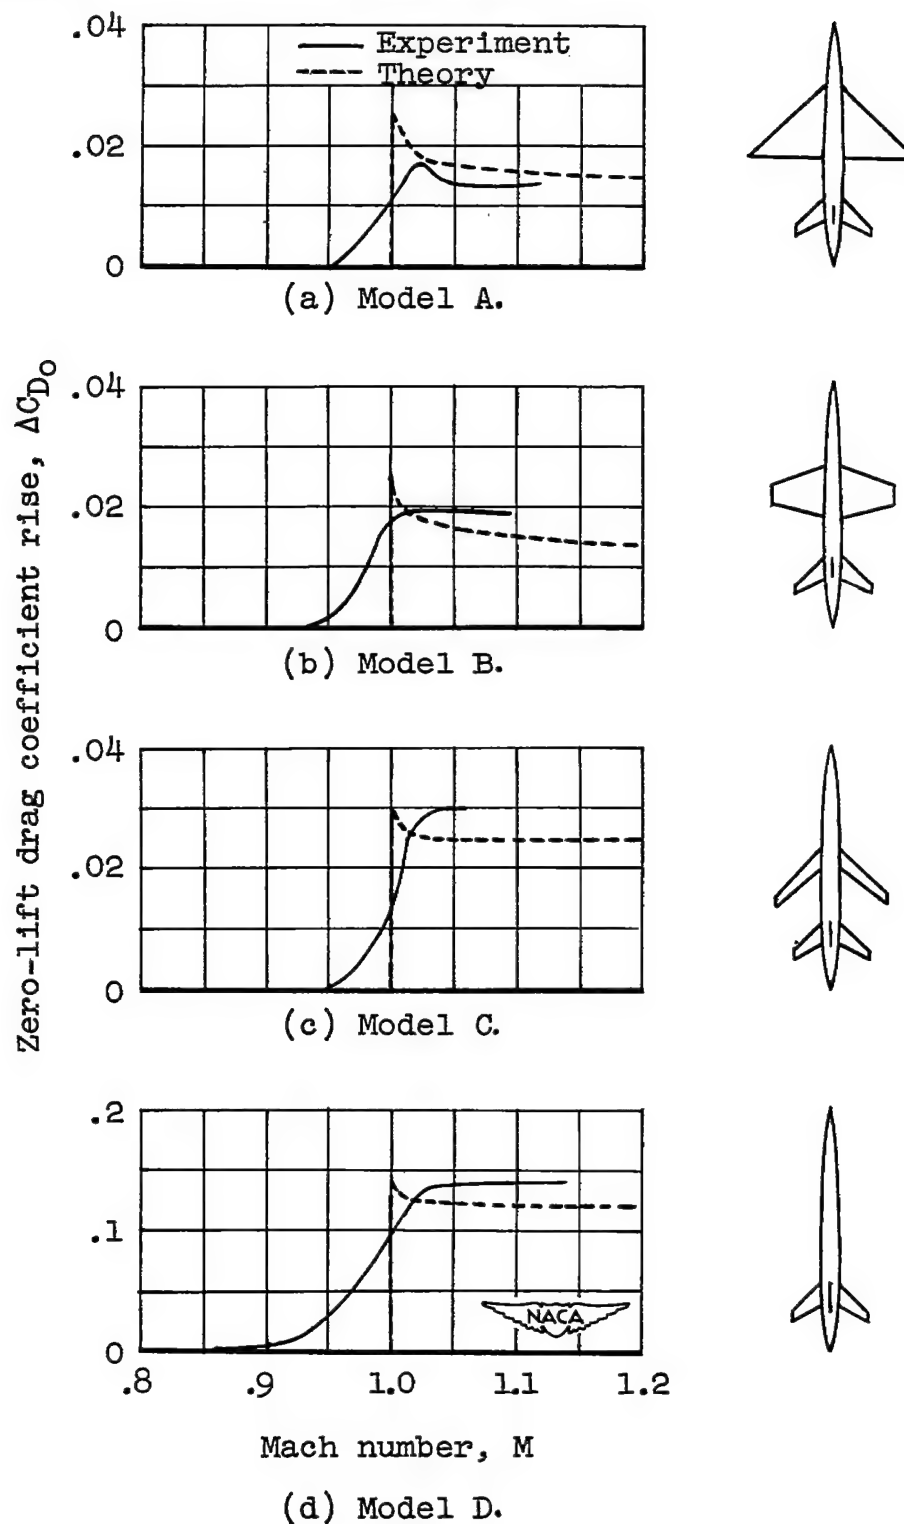 .04
Experiment
Theory
.02
0
(a) Model A.
Zero-lift drag coefficient rise, ΔCD₀
.04
.02
0
(b) Model B.
.04
.02
0
(c) Model C.
.2
.1
0
NACA
.8 .9 1.0 1.1 1.2
Mach number, M
(d) Model D.